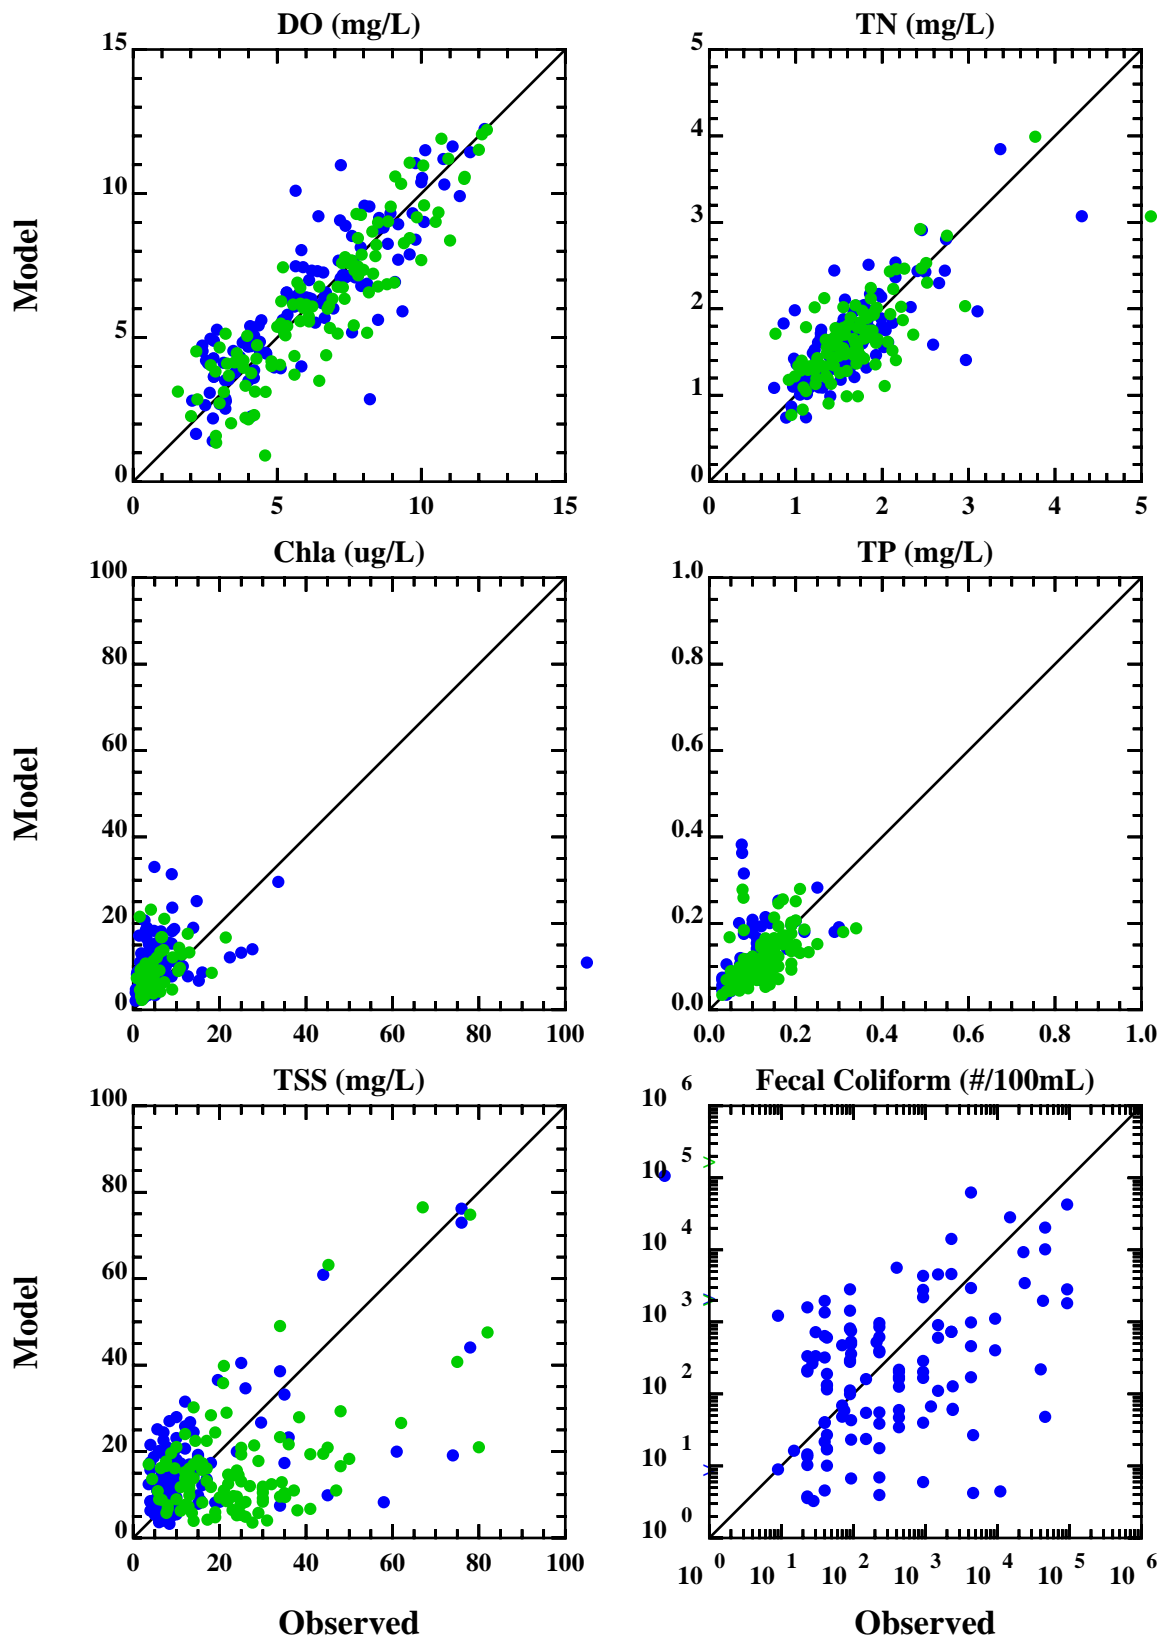 DO (mg/L)
TN (mg/L)
Model
15
10
5
0
0 5 10 15
5
4
3
2
1
0
0 1 2 3 4 5
Chla (ug/L)
TP (mg/L)
Model
100
80
60
40
20
0
0 20 40 60 80 100
1.0
0.8
0.6
0.4
0.2
0.0
0.0 0.2 0.4 0.6 0.8 1.0
TSS (mg/L)
Fecal Coliform (#/100mL)
Model
100
80
60
40
20
0
0 20 40 60 80 100
10 6
10 5
10 4
10 3
10 2
10 1
10 0
10 0 10 1 10 2 10 3 10 4 10 5 10 6
Observed
Observed